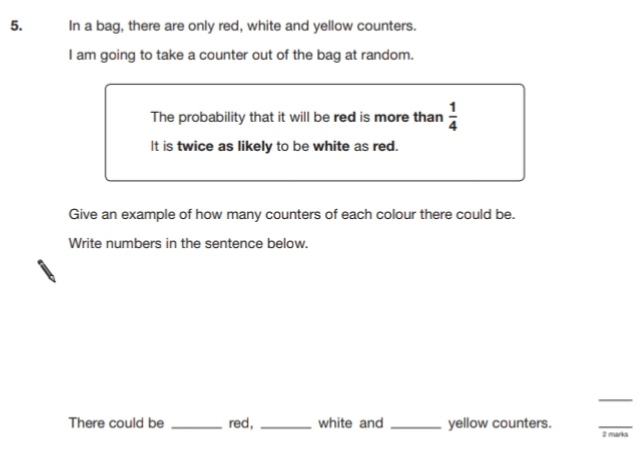 5. In a bag, there are only red, white and yellow counters.
I am going to take a counter out of the bag at random.
The probability that it will be red is more than 1/4
It is twice as likely to be white as red.
Give an example of how many counters of each colour there could be.
Write numbers in the sentence below.
There could be ______ red, ______ white and ______ yellow counters.
2 marks